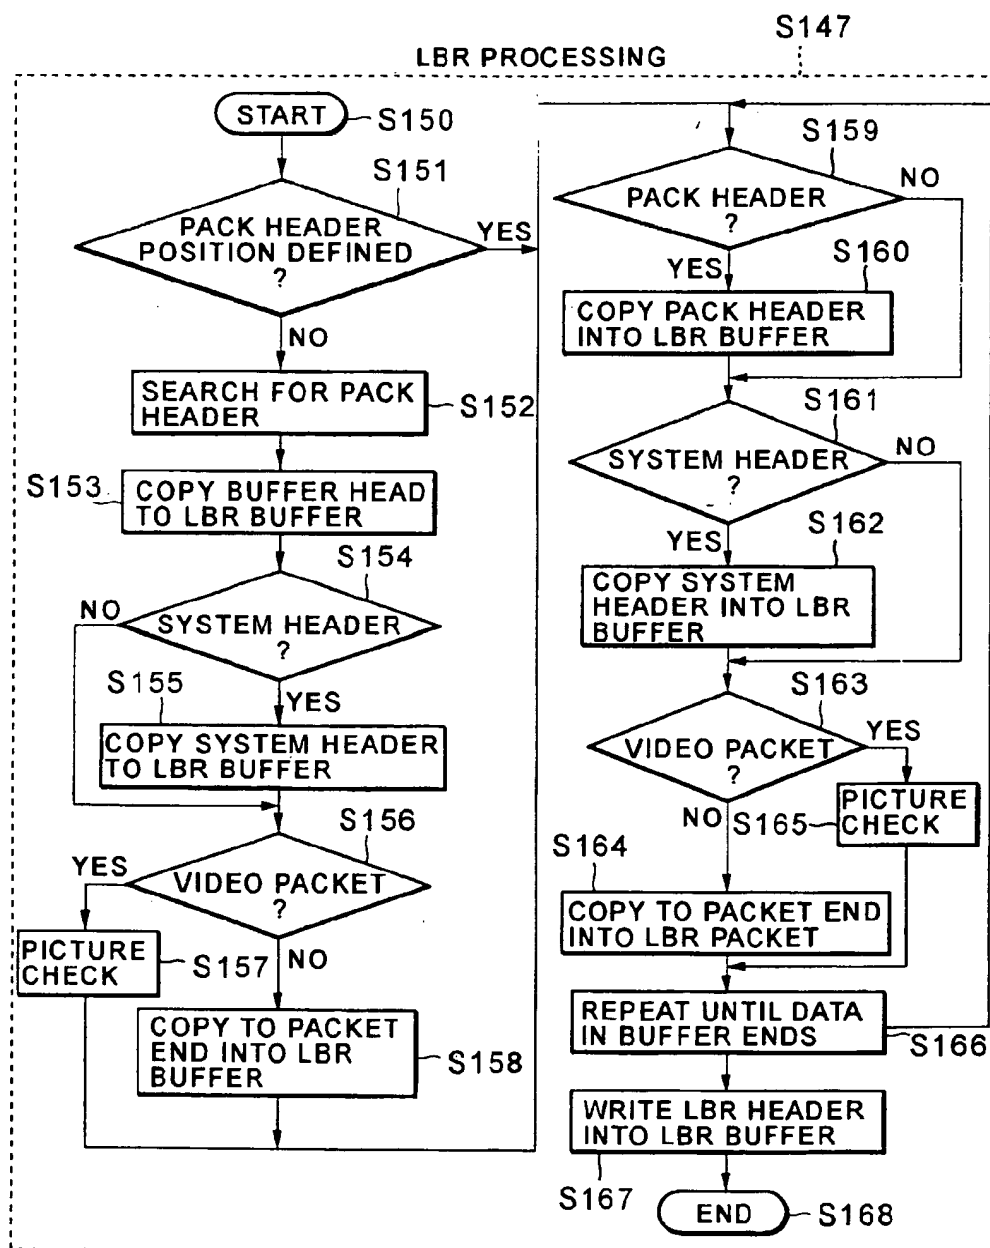 S147
LBR PROCESSING
START
S150
S151
PACK HEADER
POSITION DEFINED
?
YES
NO
SEARCH FOR PACK
HEADER
S152
S153
COPY BUFFER HEAD
TO LBR BUFFER
S154
NO
SYSTEM HEADER
?
S155
YES
COPY SYSTEM HEADER
TO LBR BUFFER
S156
YES
VIDEO PACKET
?
PICTURE
CHECK
S157
NO
COPY TO PACKET
END INTO LBR
BUFFER
S158
S159
PACK HEADER
?
NO
YES
S160
COPY PACK HEADER
INTO LBR BUFFER
S161
SYSTEM HEADER
?
NO
YES
S162
COPY SYSTEM
HEADER INTO LBR
BUFFER
S163
VIDEO PACKET
?
YES
NO
S165
PICTURE
CHECK
S164
COPY TO PACKET END
INTO LBR PACKET
REPEAT UNTIL DATA
IN BUFFER ENDS
S166
WRITE LBR HEADER
INTO LBR BUFFER
S167
END
S168